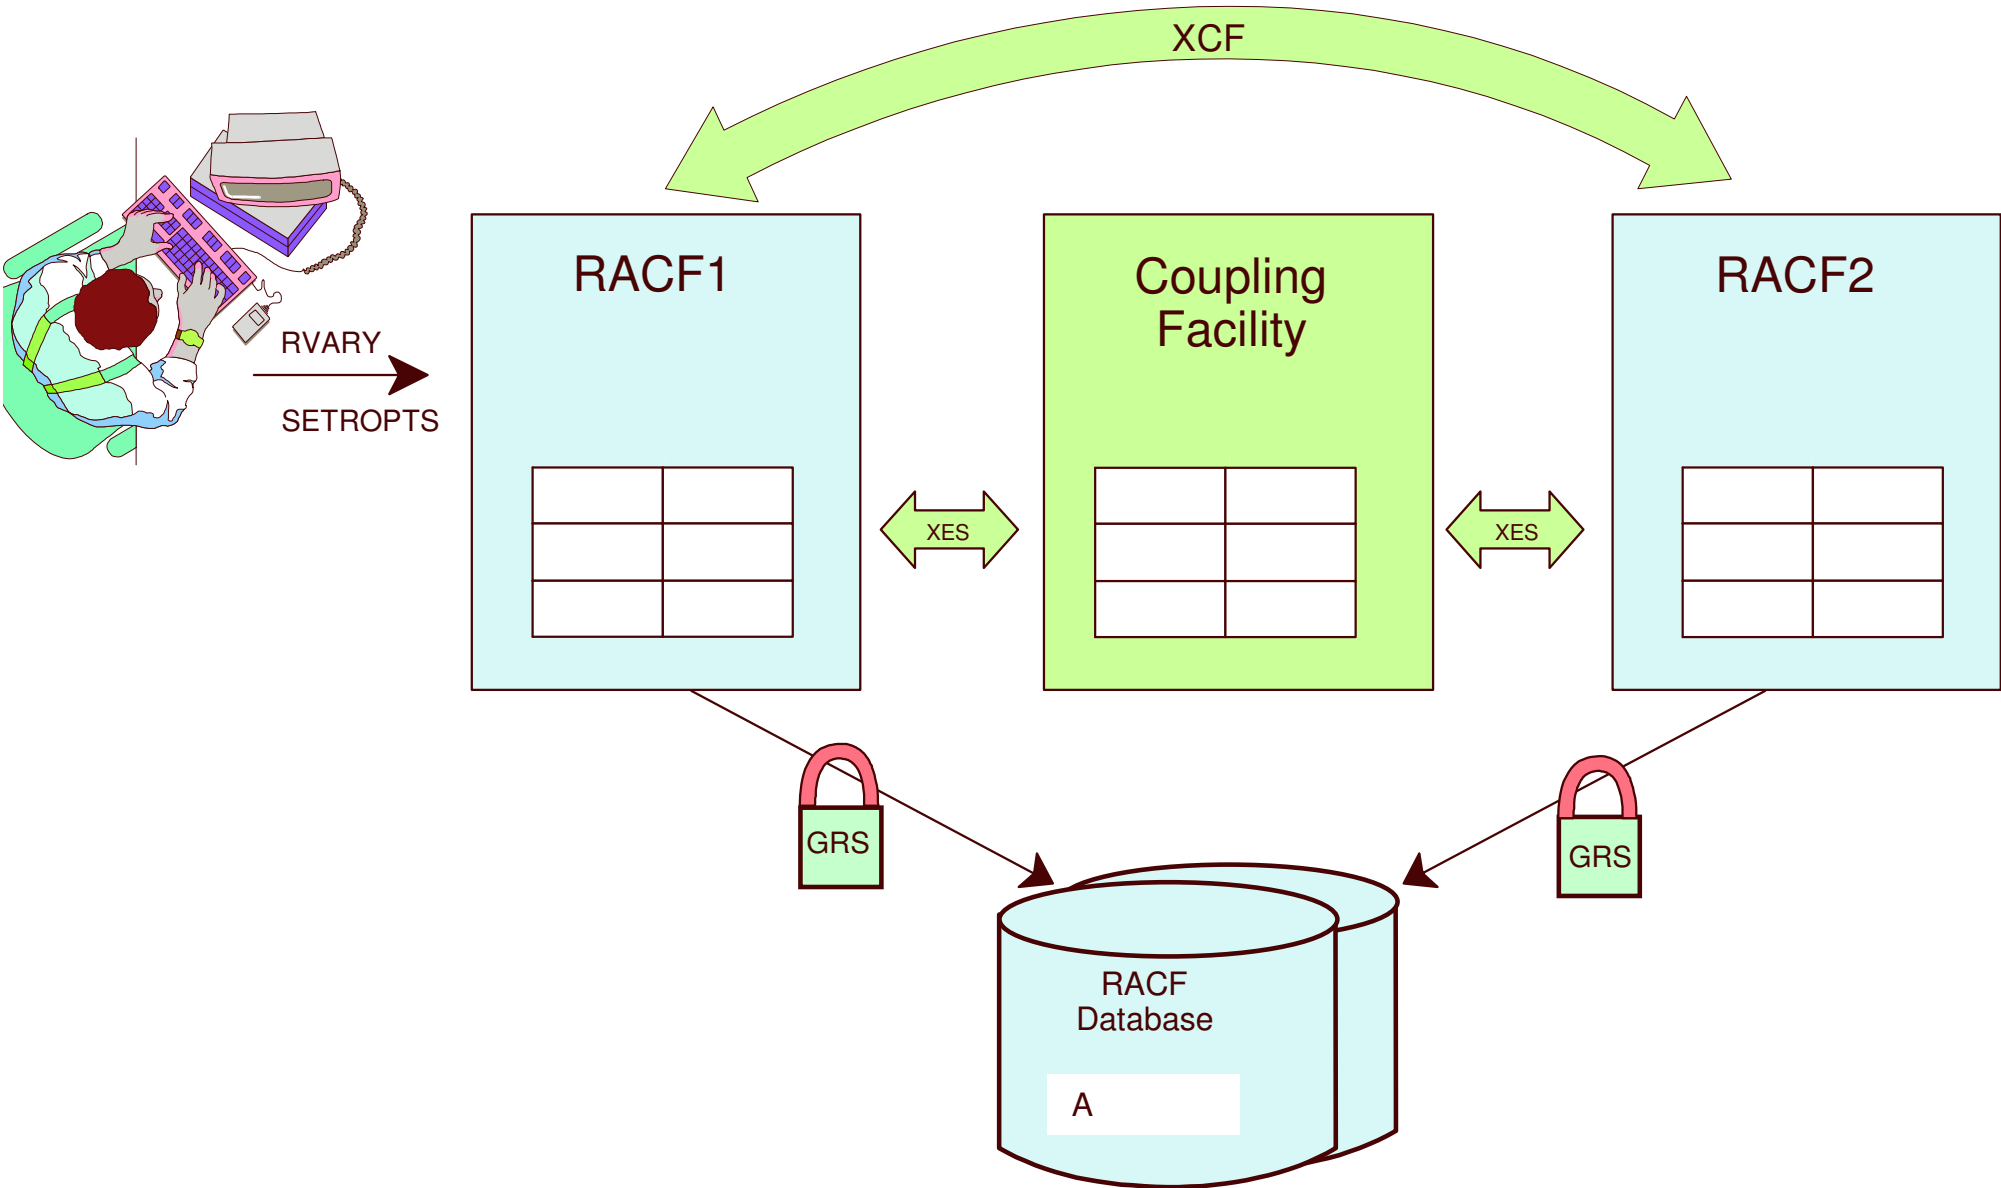 XCF
RACF1
Coupling
Facility
RACF2
RVARY
SETROPTS
XES
XES
GRS
GRS
RACF
Database
A